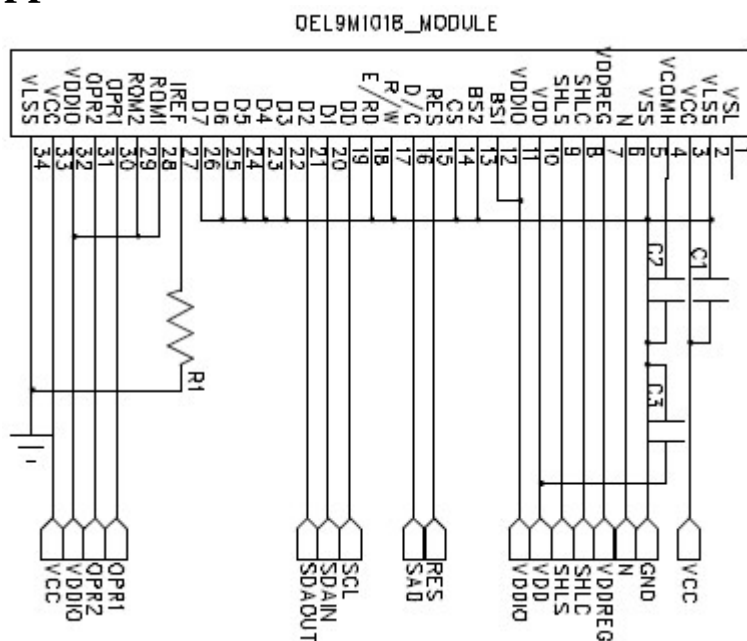 OEL9M1018_MODULE
VLSS
VCC
VDDIO
OPR2
OPR1
ROM2
ROM1
IREF
D7
D6
D5
D4
D3
D2
D1
D0
E/RD
R/W
D/C
RES
CS
BS2
BS1
VDDIO
VDD
SHLS
SHLC
VDDREG
N
VSS
VCOMH
VCC
VLSS
VSL
34
33
32
31
30
29
28
27
26
25
24
23
22
21
20
19
18
17
16
15
14
13
12
11
10
9
8
7
6
5
4
3
2
1
C2
C1
R1
C3
VCC
VDDIO
OPR2
OPR1
SDAOUT
SDAIN
SCL
SA0
RES
VDDIO
VDD
SHLS
SHLC
VDDREG
N
GND
VCC